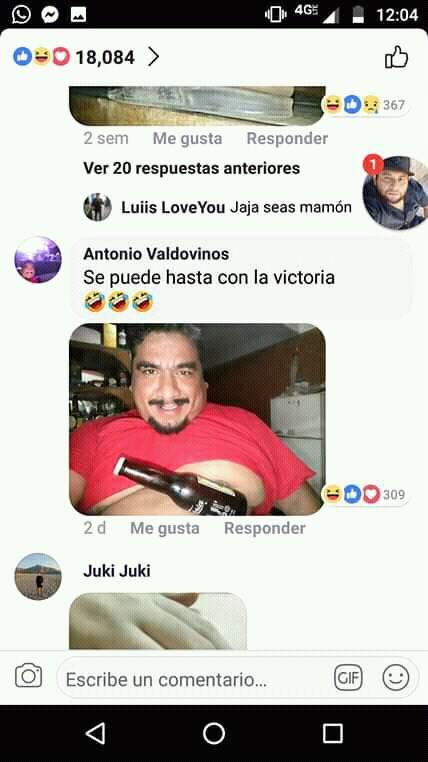 4G
12:04
18,084
367
2 sem Me gusta Responder
Ver 20 respuestas anteriores
1
Luiis LoveYou Jaja seas mamón
Antonio Valdovinos
Se puede hasta con la victoria
🤣🤣🤣
309
2 d Me gusta Responder
Juki Juki
Escribe un comentario...
GIF